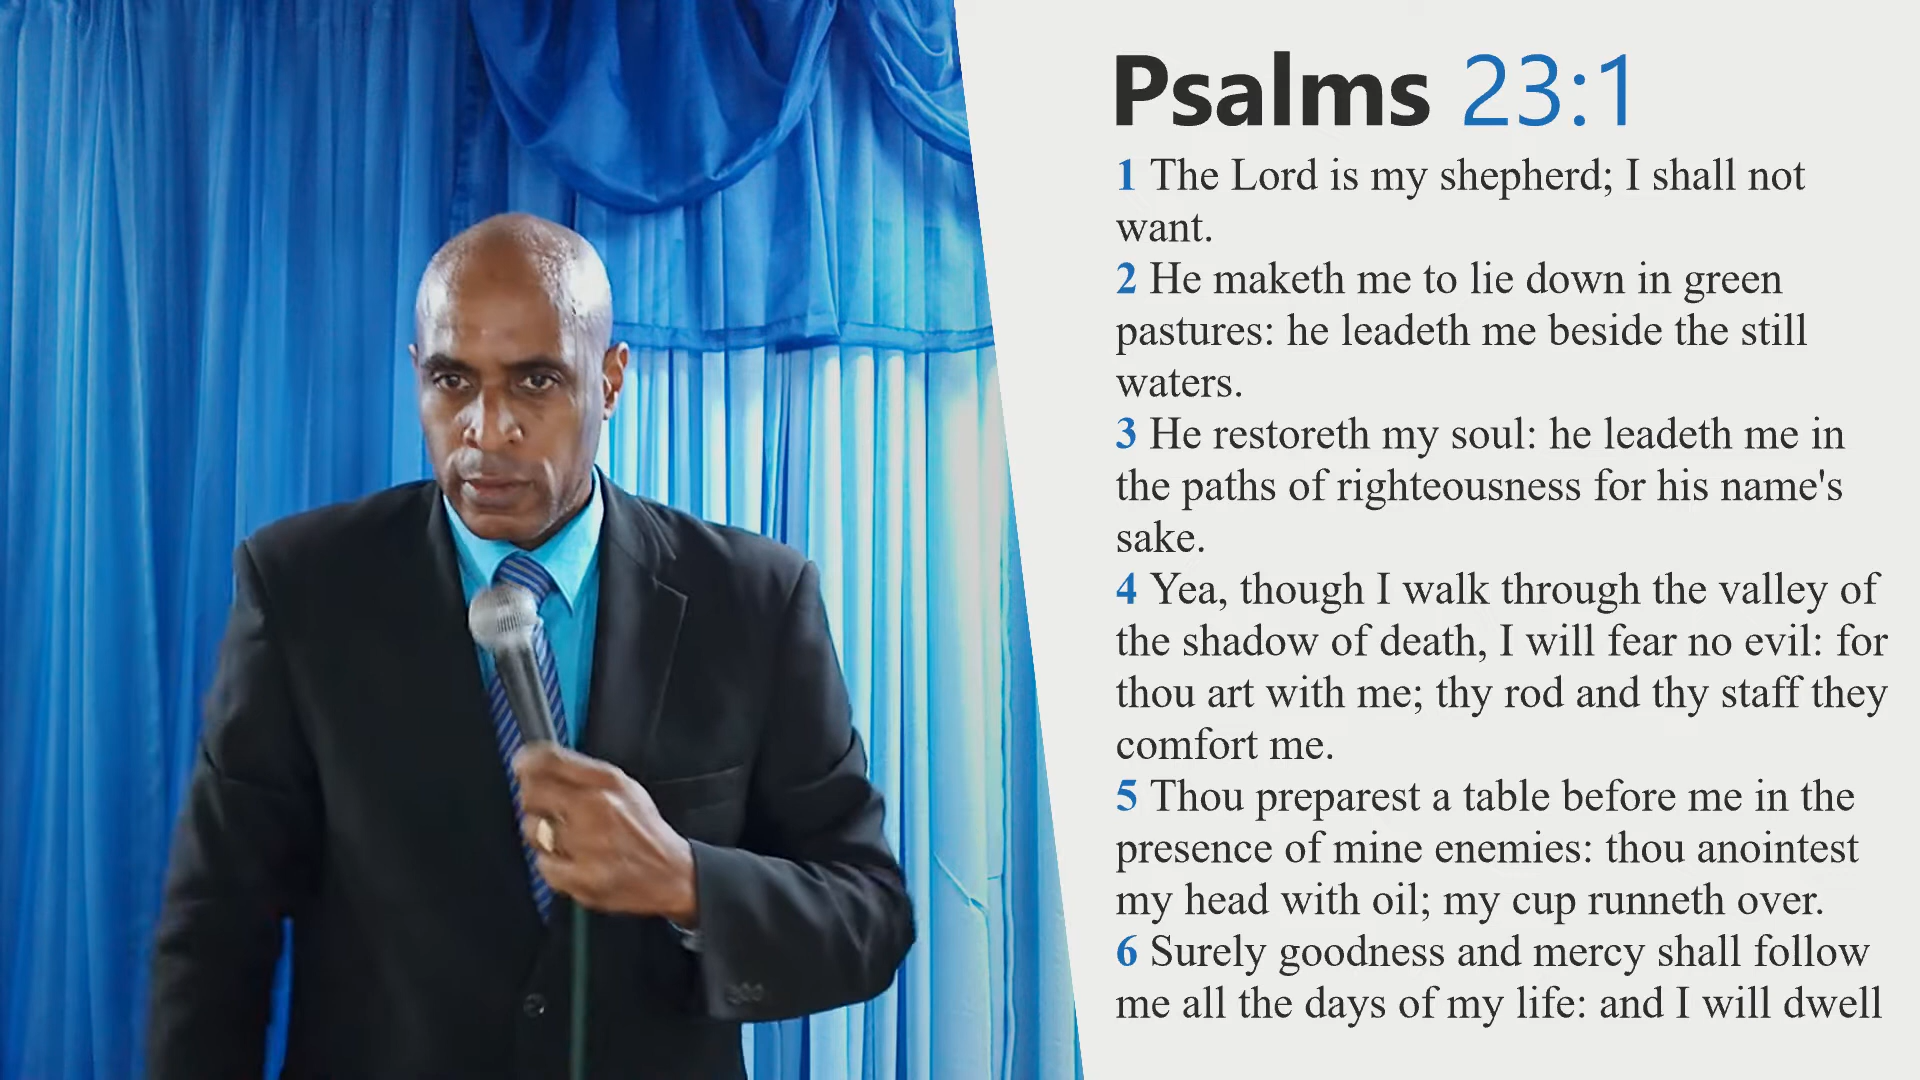 Psalms 23:1
1 The Lord is my shepherd; I shall not
want.
2 He maketh me to lie down in green
pastures: he leadeth me beside the still
waters.
3 He restoreth my soul: he leadeth me in
the paths of righteousness for his name's
sake.
4 Yea, though I walk through the valley of
the shadow of death, I will fear no evil: for
thou art with me; thy rod and thy staff they
comfort me.
5 Thou preparest a table before me in the
presence of mine enemies: thou anointest
my head with oil; my cup runneth over.
6 Surely goodness and mercy shall follow
me all the days of my life: and I will dwell